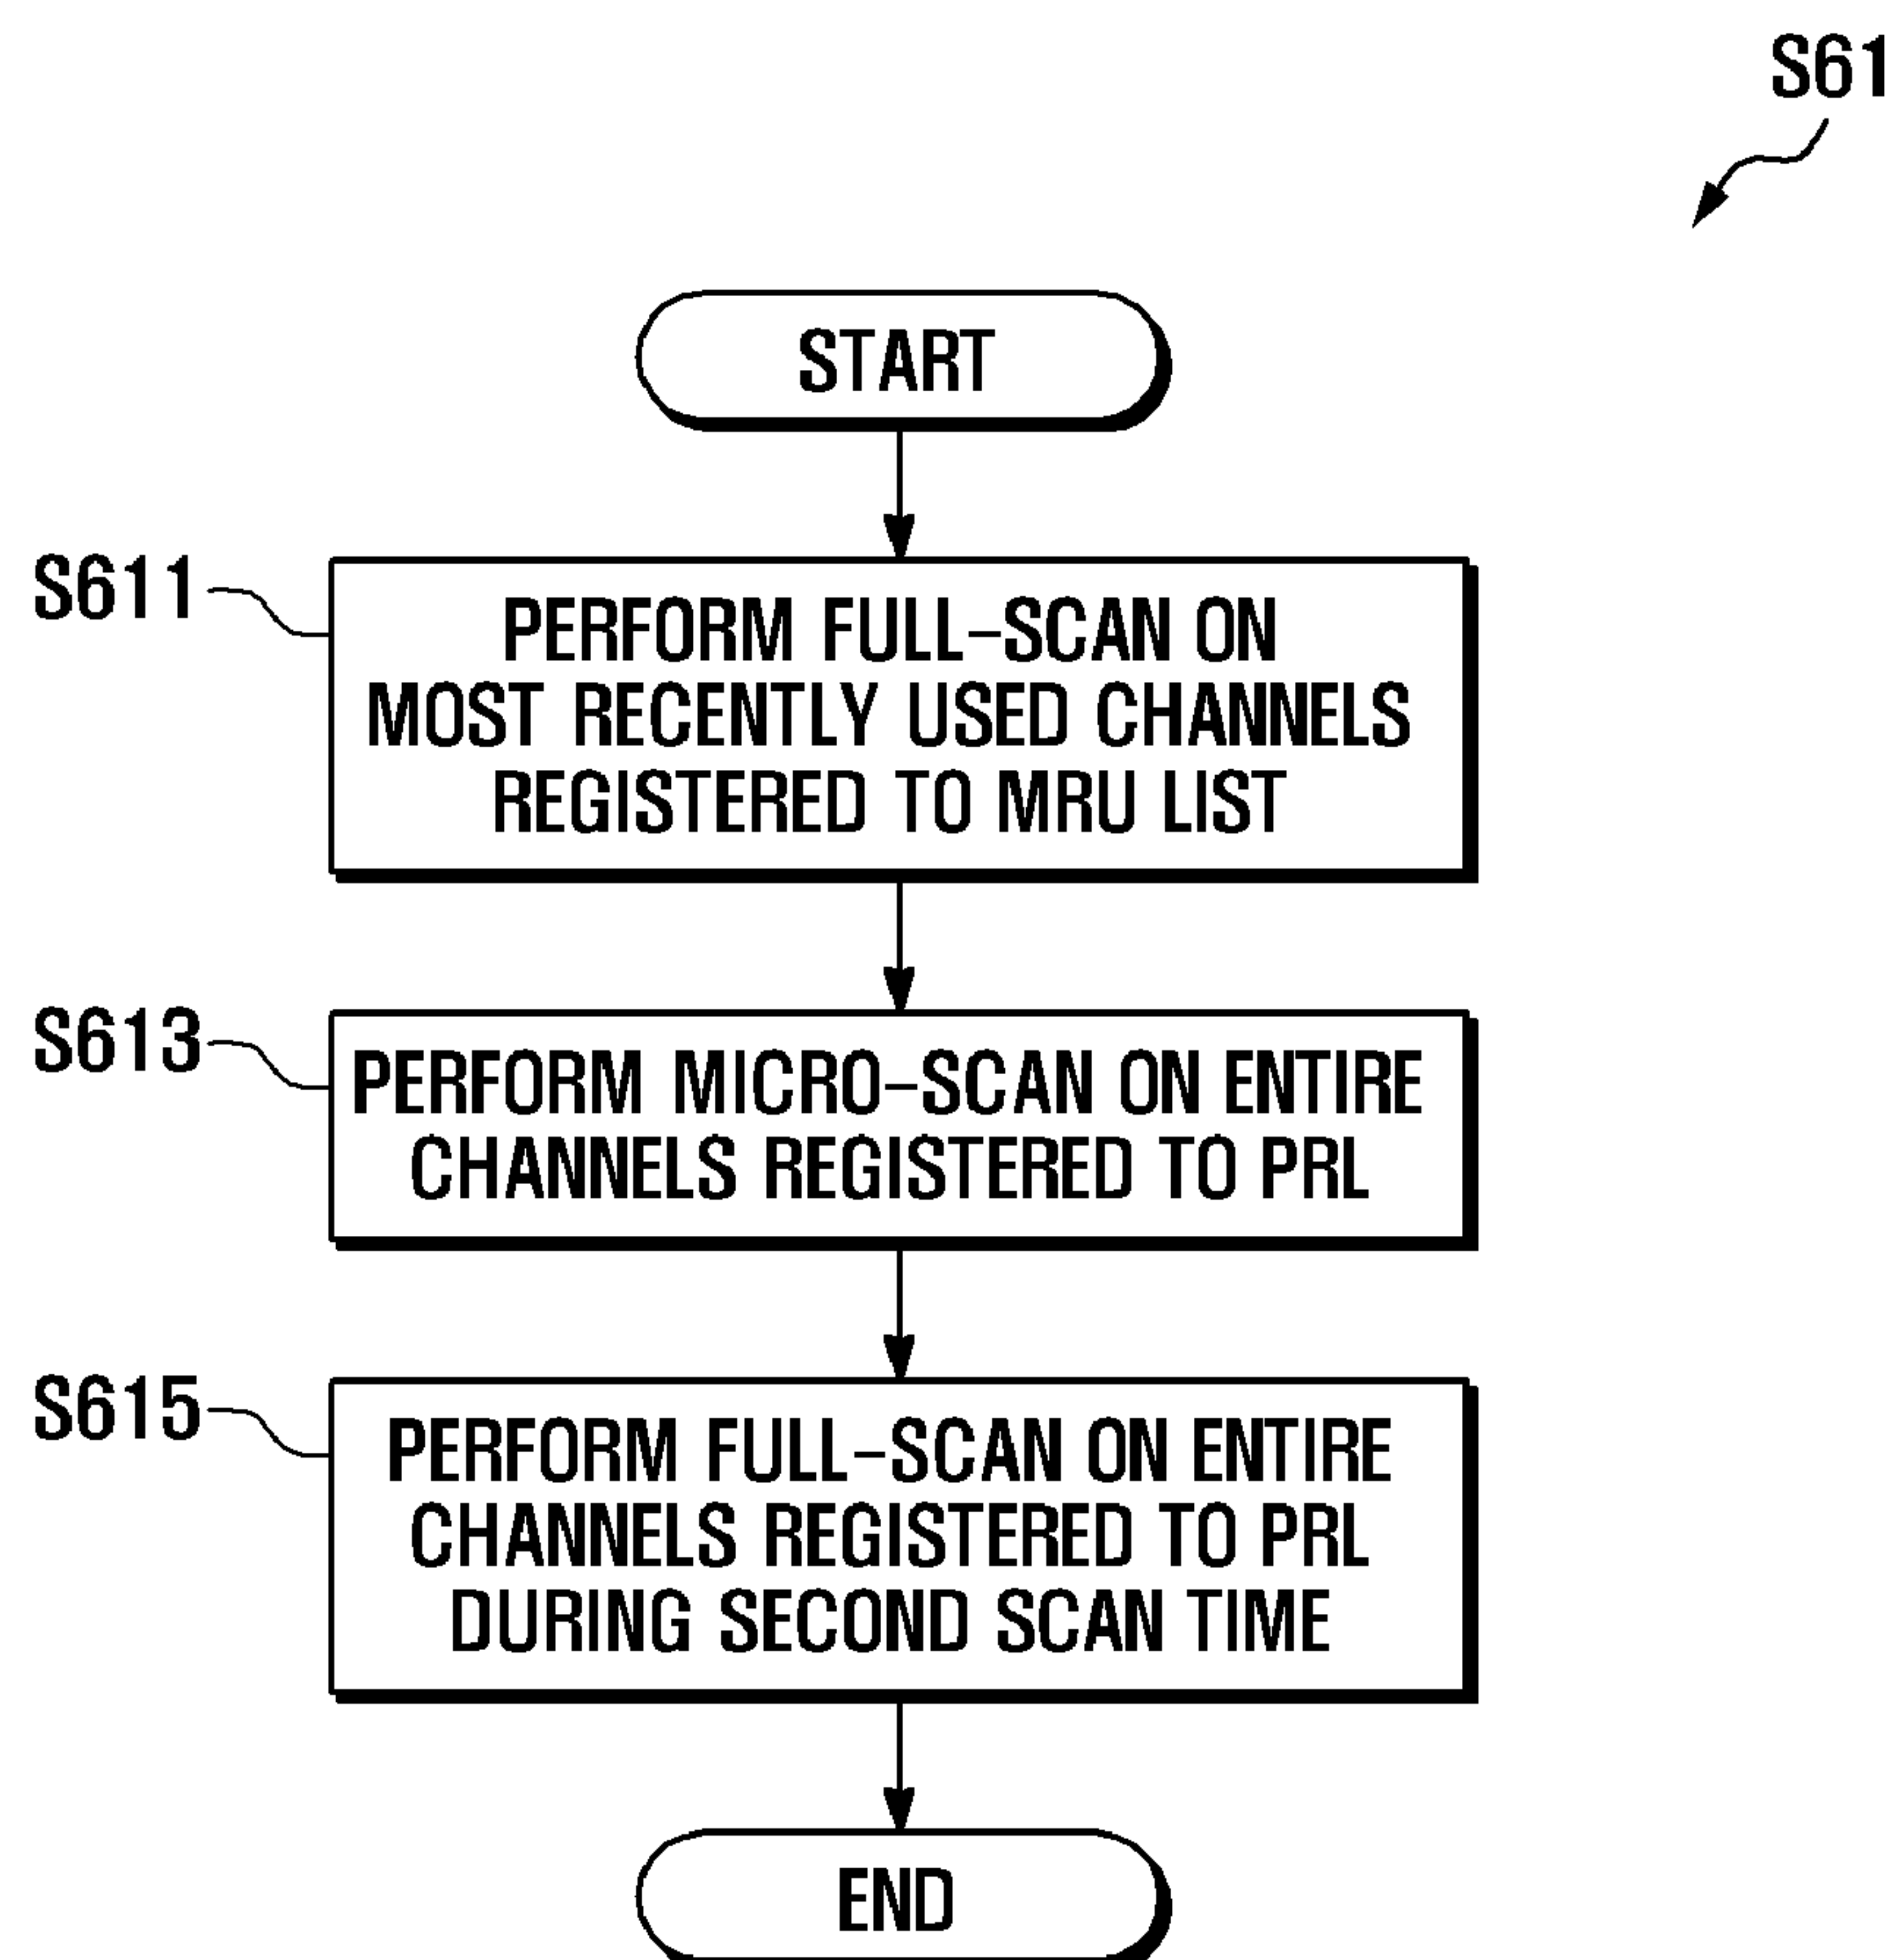 S61
START
S611
PERFORM FULL-SCAN ON
MOST RECENTLY USED CHANNELS
REGISTERED TO MRU LIST
S613
PERFORM MICRO-SCAN ON ENTIRE
CHANNELS REGISTERED TO PRL
S615
PERFORM FULL-SCAN ON ENTIRE
CHANNELS REGISTERED TO PRL
DURING SECOND SCAN TIME
END